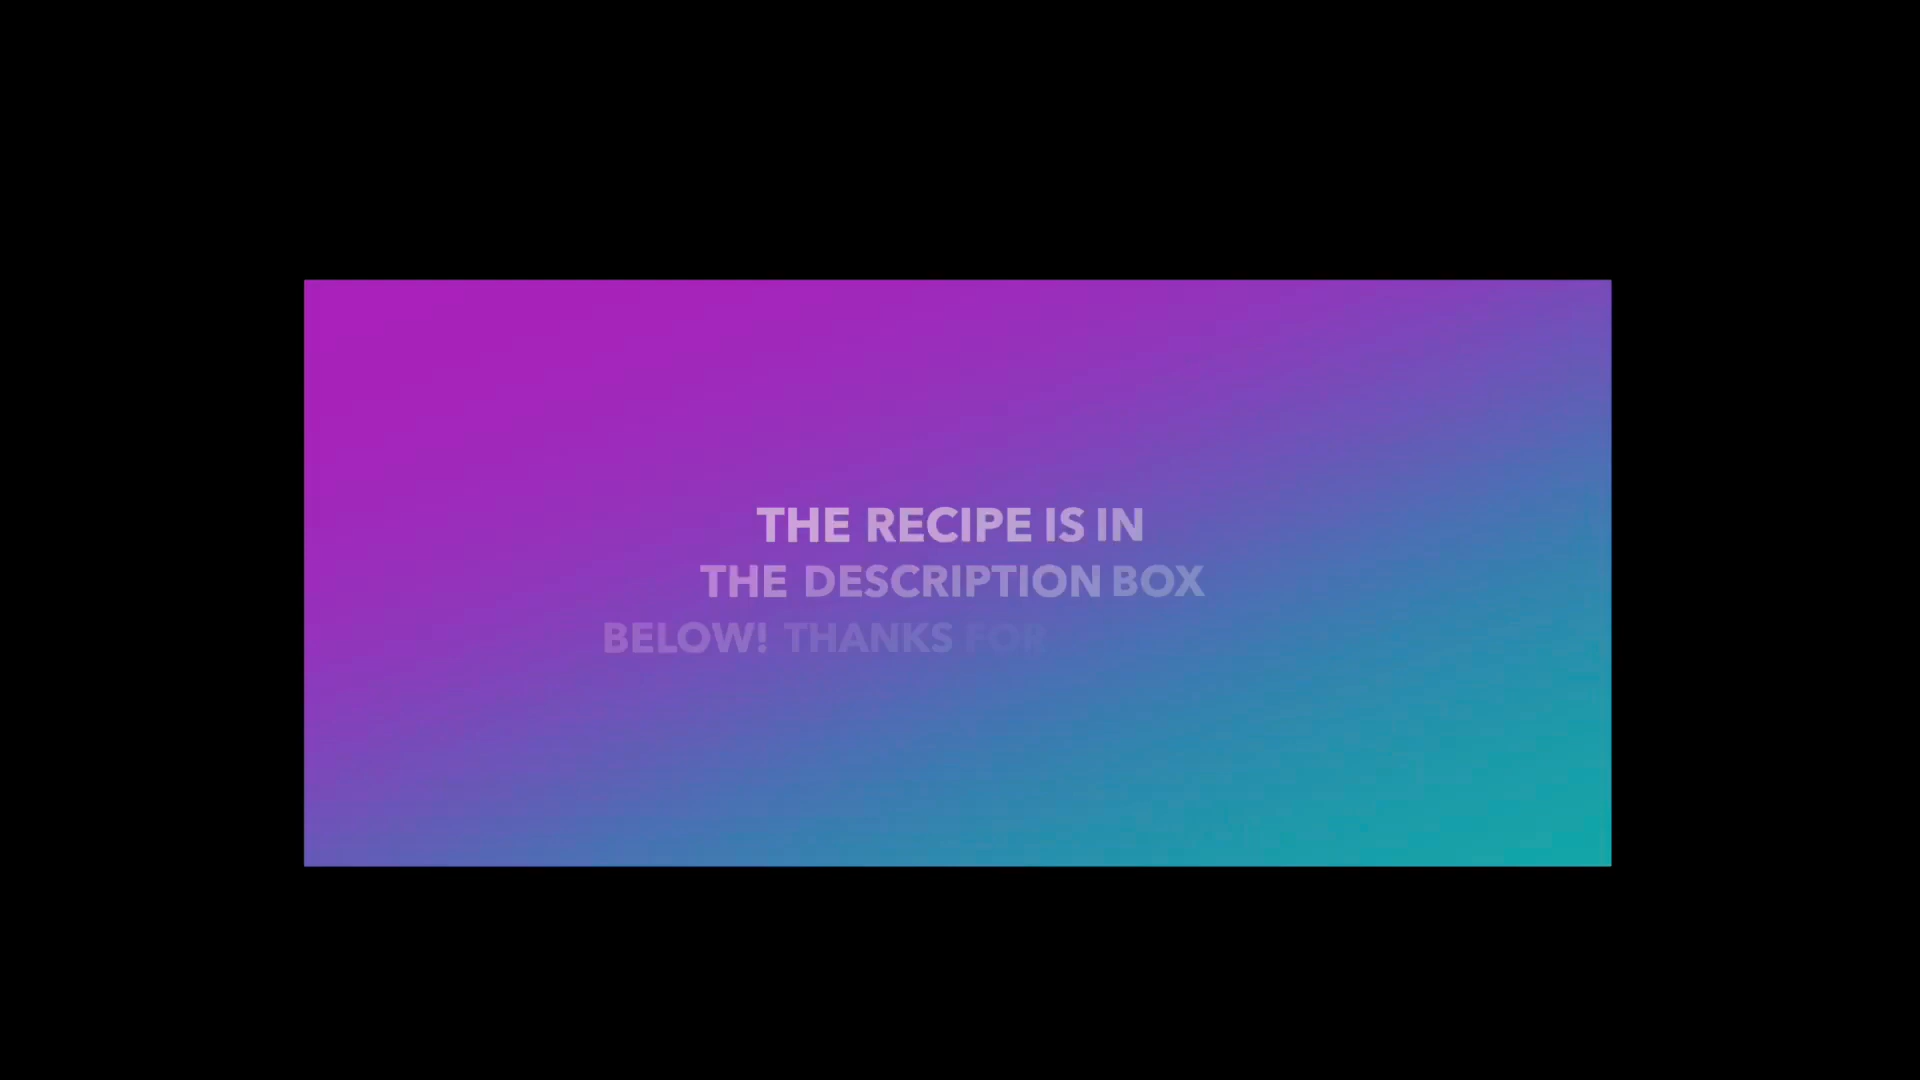 THE RECIPE IS IN
THE DESCRIPTION BOX
BELOW! THANKS FOR